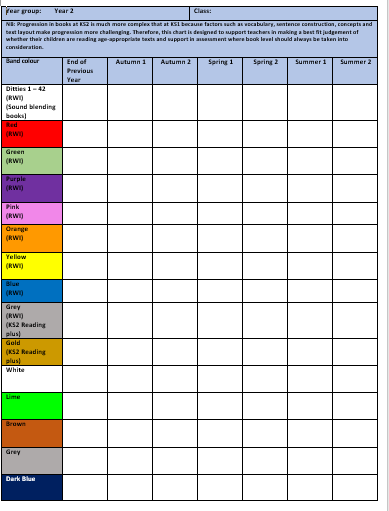 Year group: Year 2 Class:
NB: Progression in books at KS2 is much more complex that at KS1 because factors such as vocabulary, sentence construction, concepts and
text layout make progression more challenging. Therefore, this chart is designed to support teachers in making a best fit judgement of
whether their children are reading age-appropriate texts and support in assessment where book level should always be taken into
consideration.
Band colour End of Previous Year Autumn 1 Autumn 2 Spring 1 Spring 2 Summer 1 Summer 2
Ditties 1 – 42
(RWI)
(Sound blending
books)
Red
(RWI)
Green
(RWI)
Purple
(RWI)
Pink
(RWI)
Orange
(RWI)
Yellow
(RWI)
Blue
(RWI)
Grey
(RWI)
(KS2 Reading
plus)
Gold
(KS2 Reading
plus)
White
Lime
Brown
Grey
Dark Blue